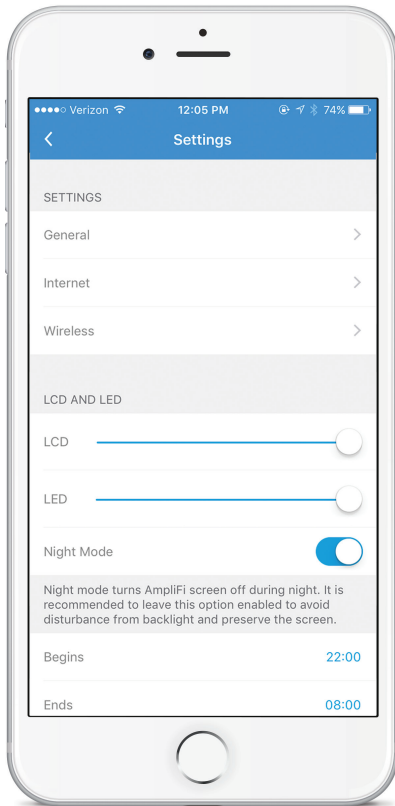 Verizon 12:05 PM 74%
Settings
SETTINGS
General
Internet
Wireless
LCD AND LED
LCD
LED
Night Mode
Night mode turns AmpliFi screen off during night. It is
recommended to leave this option enabled to avoid
disturbance from backlight and preserve the screen.
Begins 22:00
Ends 08:00